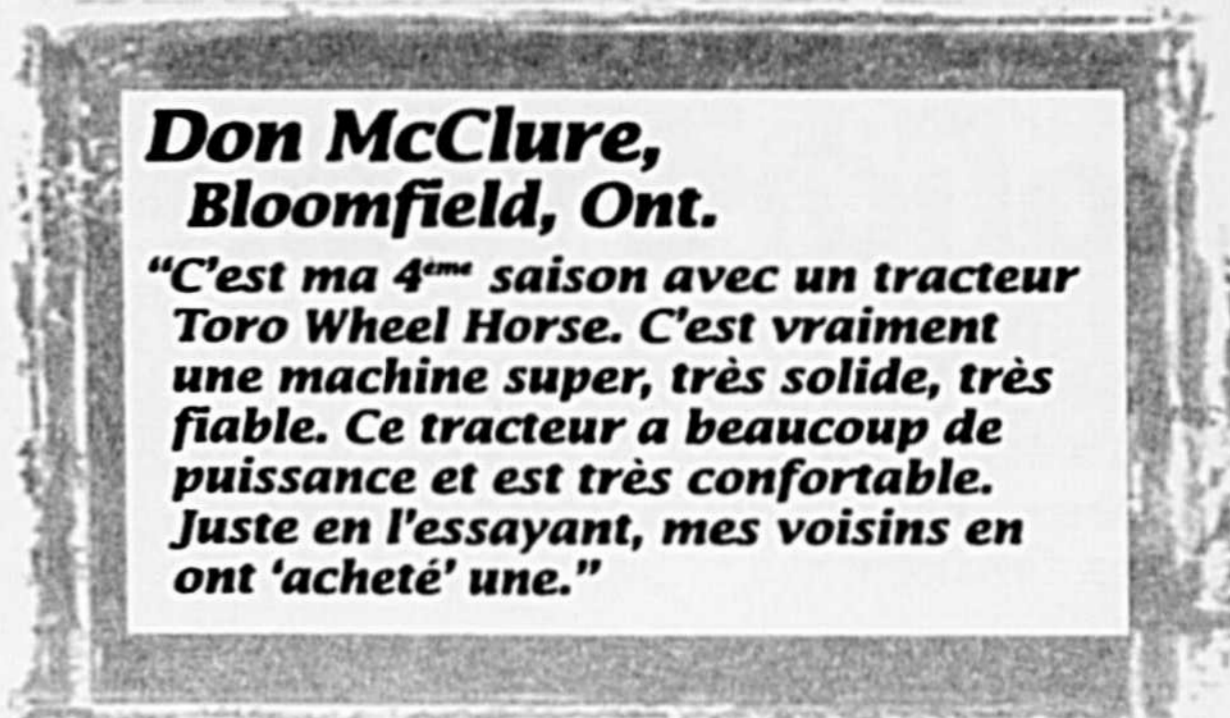 Don McClure,
Bloomfield, Ont.
“C'est ma 4ème saison avec un tracteur
Toro Wheel Horse. C'est vraiment
une machine super, très solide, très
fiable. Ce tracteur a beaucoup de
puissance et est très confortable.
Juste en l'essayant, mes voisins en
ont ‘acheté’ une.”